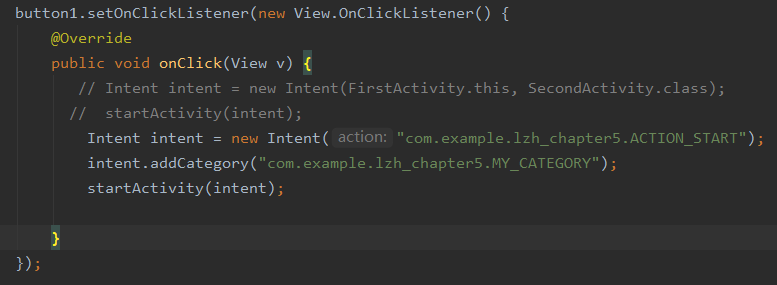 button1.setOnClickListener(new View.OnClickListener() {
@Override
public void onClick(View v) {
// Intent intent = new Intent(FirstActivity.this, SecondActivity.class);
// startActivity(intent);
Intent intent = new Intent( action: "com.example.lzh_chapter5.ACTION_START");
intent.addCategory("com.example.lzh_chapter5.MY_CATEGORY");
startActivity(intent);
}
});